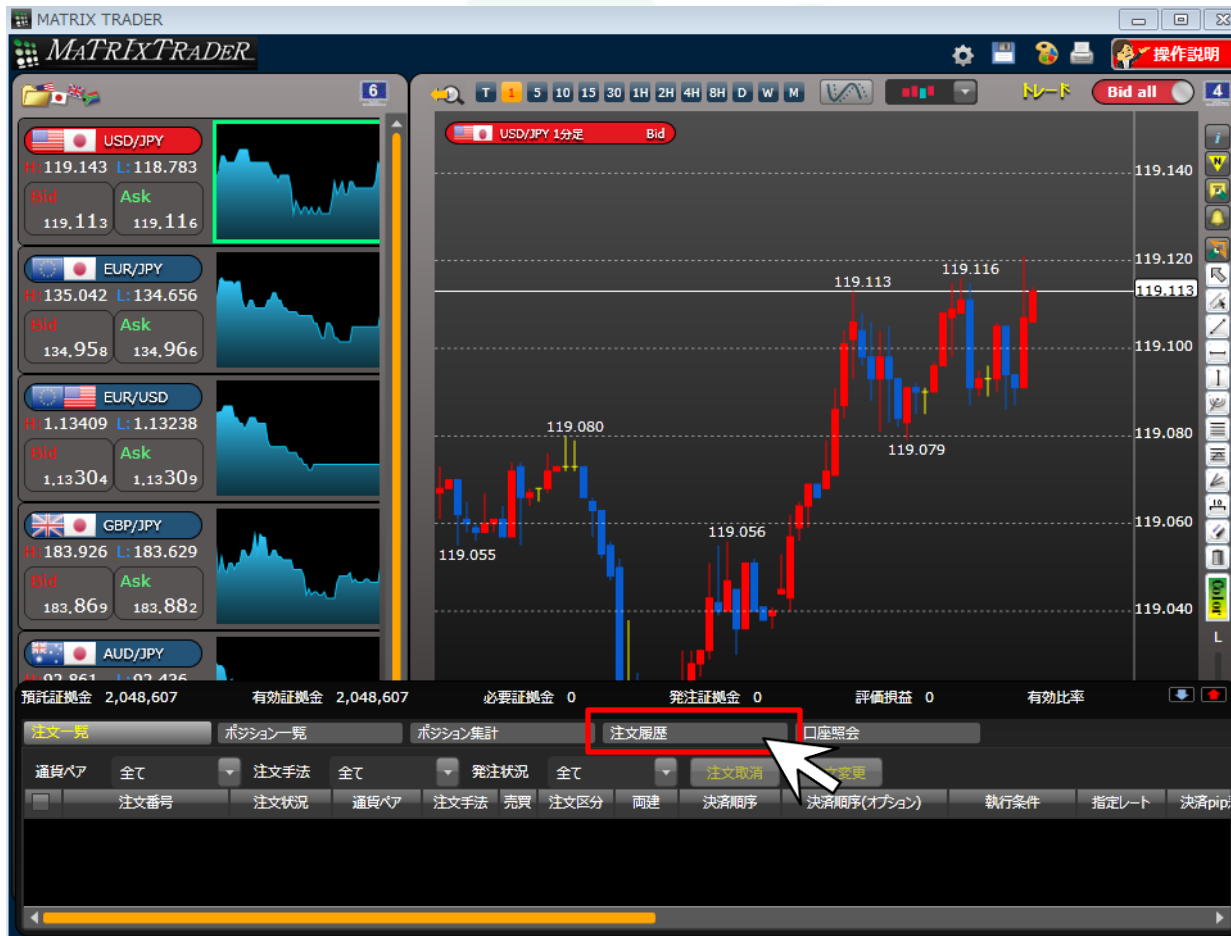 MATRIX TRADER
MATRIXTRADER
操作説明
6
T 1 5 10 15 30 1H 2H 4H 8H D W M
トレード
Bid all
4
USD/JPY
H:119.143 L:118.783
Bid Ask
119.113 119.116
EUR/JPY
H:135.042 L:134.656
Bid Ask
134.958 134.966
EUR/USD
H:1.13409 L:1.13238
Bid Ask
1.13304 1.13309
GBP/JPY
H:183.926 L:183.629
Bid Ask
183.869 183.882
AUD/JPY
USD/JPY 1分足 Bid
119.140
119.120
119.116
119.113
119.113
119.100
119.080
119.080
119.079
119.060
119.056
119.055
119.040
10
Color
L
預託証拠金 2,048,607 有効証拠金 2,048,607 必要証拠金 0 発注証拠金 0 評価損益 0 有効比率
注文一覧 ポジション一覧 ポジション集計 注文履歴 口座照会
通貨ペア 全て 注文手法 全て 発注状況 全て 注文取消 文変更
注文番号 注文状況 通貨ペア 注文手法 売買 注文区分 両建 決済順序 決済順序(オプション) 執行条件 指定レート 決済pip